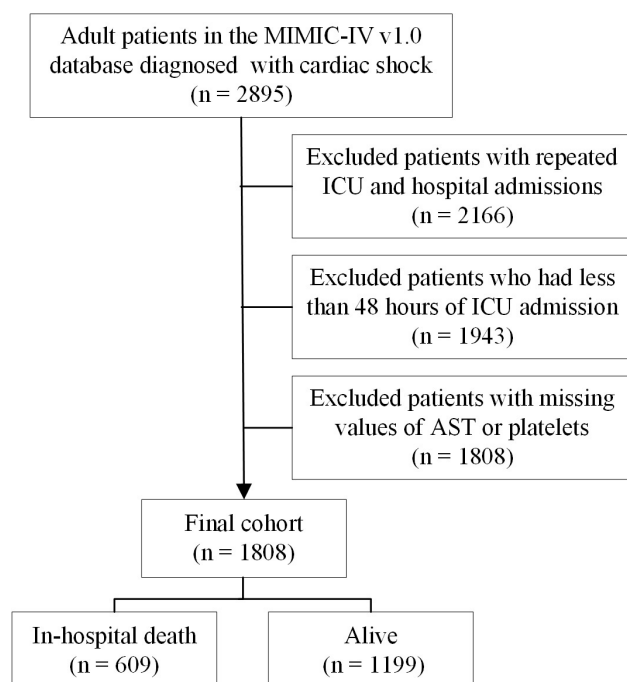 Adult patients in the MIMIC-IV v1.0
database diagnosed with cardiac shock
(n = 2895)
Excluded patients with repeated
ICU and hospital admissions
(n = 2166)
Excluded patients who had less
than 48 hours of ICU admission
(n = 1943)
Excluded patients with missing
values of AST or platelets
(n = 1808)
Final cohort
(n = 1808)
In-hospital death
(n = 609)
Alive
(n = 1199)